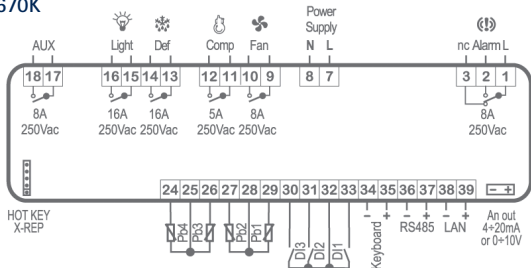 570K
Power
Supply
AUX Light Def Comp Fan N L nc Alarm L
18 17 16 15 14 13 12 11 10 9 8 7 3 2 1
8A 16A 16A 5A 8A 8A
250Vac 250Vac 250Vac 250Vac 250Vac 250Vac
24 25 26 27 28 29 30 31 32 33 34 35 36 37 38 39 - +
HOT KEY
X-REP
Pb4 Pb3 Pb2 Pb1 DI3 DI2 DI1
- + - + - +
Keyboard RS485 LAN
An out
4÷20mA
or 0÷10V